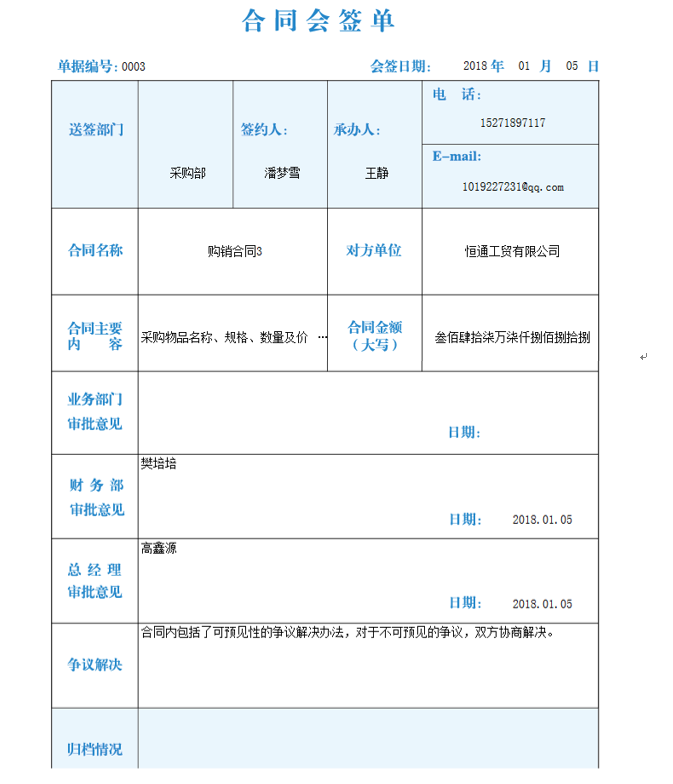 合同会签单
单据编号:0003 会签日期: 2018 年 01 月 05 日
送签部门 采购部 签约人: 潘梦雪 承办人: 王静 电 话: 15271897117
E-mail: 1019227231@qq.com
合同名称 购销合同3 对方单位 恒通工贸有限公司
合同主要
内 容 采购物品名称、规格、数量及价 … 合同金额
(大写) 叁佰肆拾柒万柒仟捌佰捌拾捌
业务部门
审批意见 日期:
樊培培
财 务 部
审批意见 日期: 2018.01.05
高鑫源
总 经 理
审批意见 日期: 2018.01.05
合同内包括了可预见性的争议解决办法，对于不可预见的争议，双方协商解决。
争议解决
归档情况